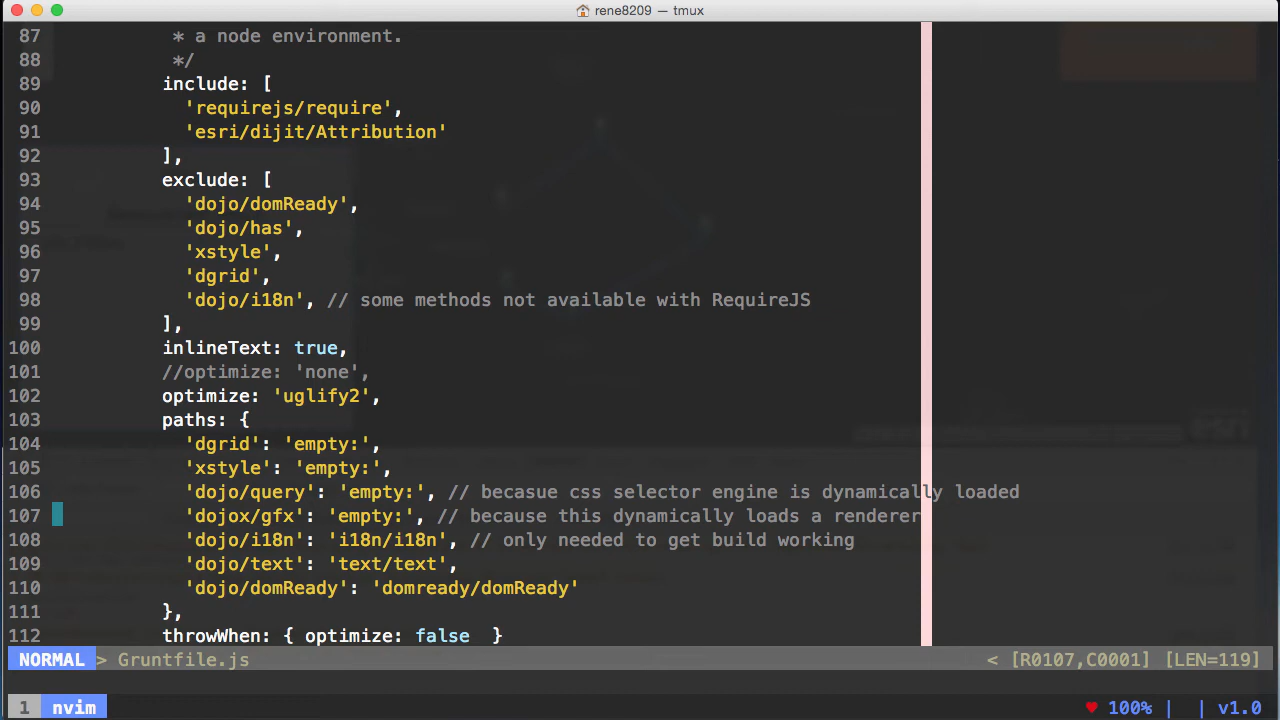 rene8209 — tmux
87 * a node environment.
88 */
89 include: [
90 'requirejs/require',
91 'esri/dijit/Attribution'
92 ],
93 exclude: [
94 'dojo/domReady',
95 'dojo/has',
96 'xstyle',
97 'dgrid',
98 'dojo/i18n', // some methods not available with RequireJS
99 ],
100 inlineText: true,
101 //optimize: 'none',
102 optimize: 'uglify2',
103 paths: {
104 'dgrid': 'empty:',
105 'xstyle': 'empty:',
106 'dojo/query': 'empty:', // becasue css selector engine is dynamically loaded
107 'dojox/gfx': 'empty:', // because this dynamically loads a renderer
108 'dojo/i18n': 'i18n/i18n', // only needed to get build working
109 'dojo/text': 'text/text',
110 'dojo/domReady': 'domready/domReady'
111 },
112 throwWhen: { optimize: false }
NORMAL > Gruntfile.js < [R0107,C0001] [LEN=119]
1 nvim ♥ 100% | | v1.0